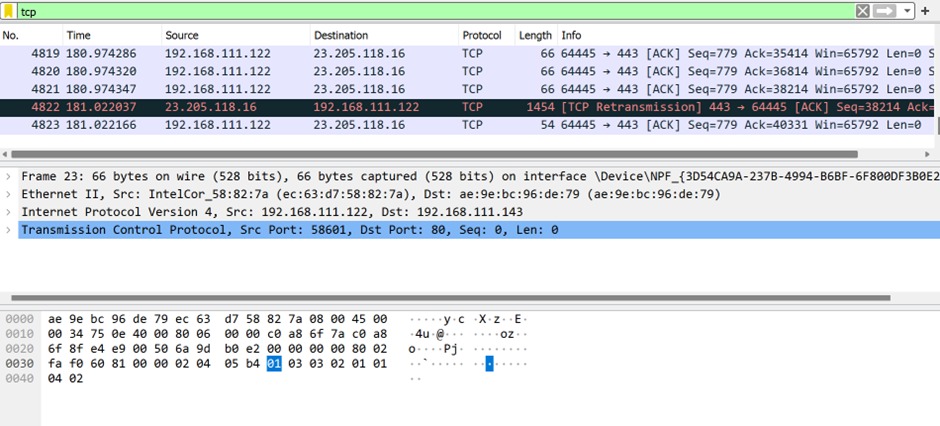 tcp
No. Time Source Destination Protocol Length Info
4819 180.974286 192.168.111.122 23.205.118.16 TCP 66 64445 → 443 [ACK] Seq=779 Ack=35414 Win=65792 Len=0 S
4820 180.974320 192.168.111.122 23.205.118.16 TCP 66 64445 → 443 [ACK] Seq=779 Ack=36814 Win=65792 Len=0 S
4821 180.974347 192.168.111.122 23.205.118.16 TCP 66 64445 → 443 [ACK] Seq=779 Ack=38214 Win=65792 Len=0 S
4822 181.022037 23.205.118.16 192.168.111.122 TCP 1454 [TCP Retransmission] 443 → 64445 [ACK] Seq=38214 Ack=
4823 181.022166 192.168.111.122 23.205.118.16 TCP 54 64445 → 443 [ACK] Seq=779 Ack=40331 Win=65792 Len=0
Frame 23: 66 bytes on wire (528 bits), 66 bytes captured (528 bits) on interface \Device\NPF_{3D54CA9A-237B-4994-B6BF-6F800DF3B0E2
Ethernet II, Src: IntelCor_58:82:7a (ec:63:d7:58:82:7a), Dst: ae:9e:bc:96:de:79 (ae:9e:bc:96:de:79)
Internet Protocol Version 4, Src: 192.168.111.122, Dst: 192.168.111.143
Transmission Control Protocol, Src Port: 58601, Dst Port: 80, Seq: 0, Len: 0
0000 ae 9e bc 96 de 79 ec 63 d7 58 82 7a 08 00 45 00 ·····y·c ·X·z··E·
0010 00 34 75 0e 40 00 80 06 00 00 c0 a8 6f 7a c0 a8 ·4u·@··· ····oz··
0020 6f 8f e4 e9 00 50 6a 9d b0 e2 00 00 00 00 80 02 o····Pj· ········
0030 fa f0 60 81 00 00 02 04 05 b4 01 03 03 02 01 01 ··`····· ········
0040 04 02 ··